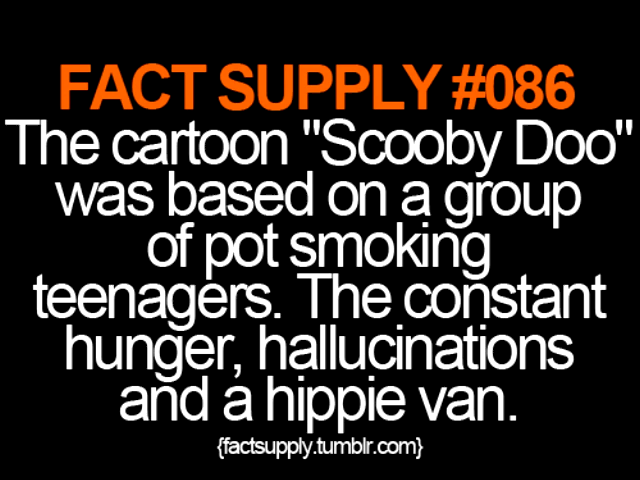 FACT SUPPLY #086
The cartoon "Scooby Doo"
was based on a group
of pot smoking
teenagers. The constant
hunger, hallucinations
and a hippie van.
{factsupply.tumblr.com}